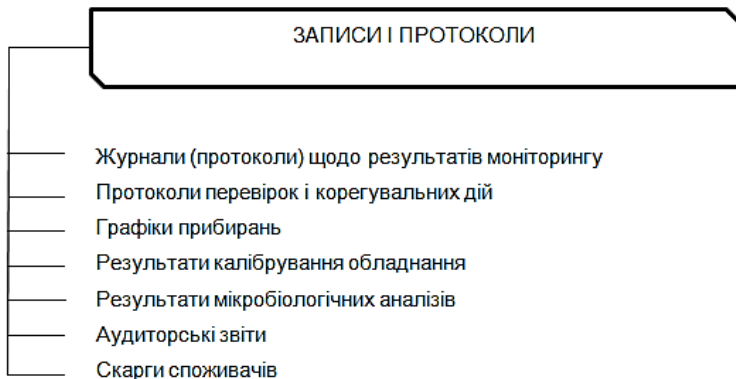 ЗАПИСИ І ПРОТОКОЛИ
Журнали (протоколи) щодо результатів моніторингу
Протоколи перевірок і корегувальних дій
Графіки прибирань
Результати калібрування обладнання
Результати мікробіологічних аналізів
Аудиторські звіти
Скарги споживачів